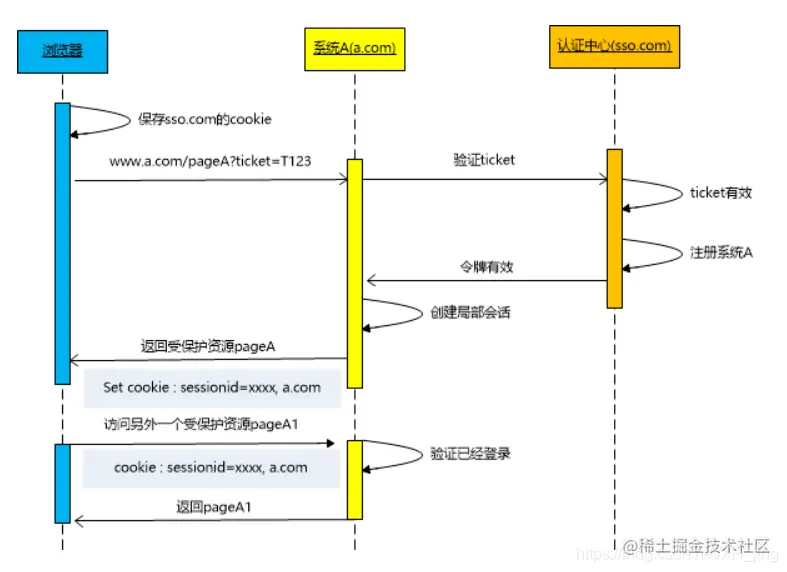 浏览器
系统A(a.com)
认证中心(sso.com)
保存sso.com的cookie
www.a.com/pageA?ticket=T123
验证ticket
ticket有效
注册系统A
令牌有效
创建局部会话
返回受保护资源pageA
Set cookie : sessionid=xxxx, a.com
访问另外一个受保护资源pageA1
验证已经登录
cookie : sessionid=xxxx, a.com
返回pageA1
@稀土掘金技术社区